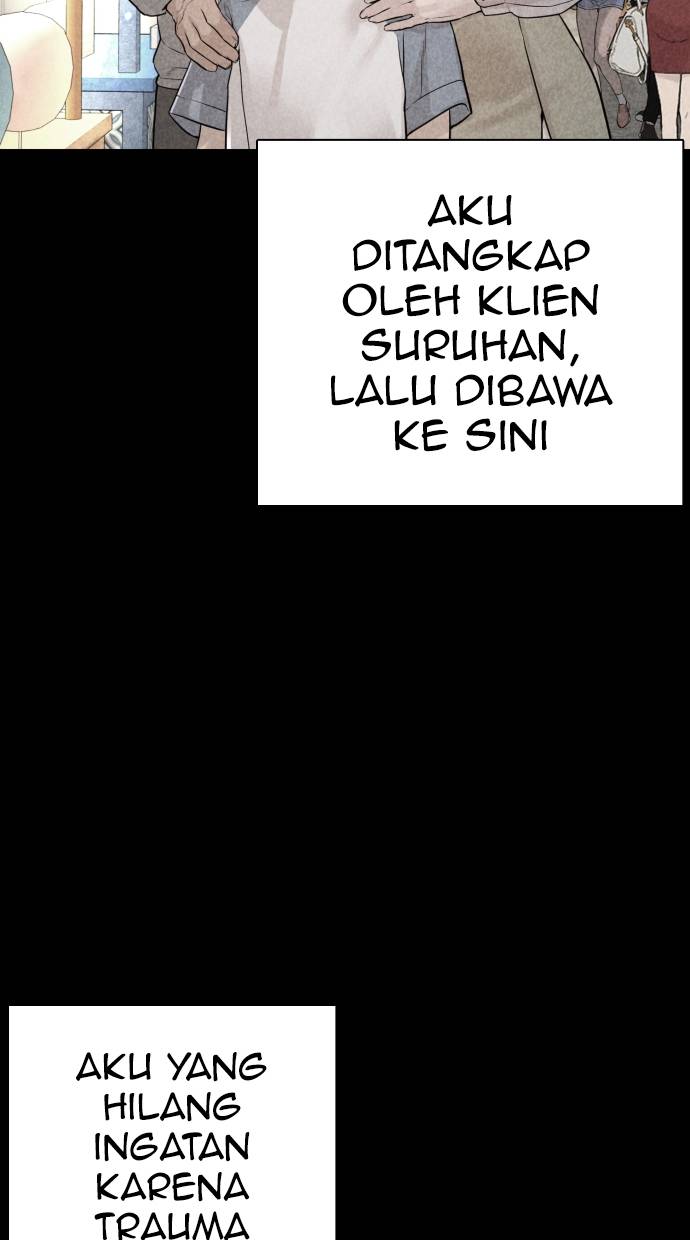 AKU
DITANGKAP
OLEH KLIEN
SURUHAN,
LALU DIBAWA
KE SINI
AKU YANG
HILANG
INGATAN
KARENA
TRAUMA